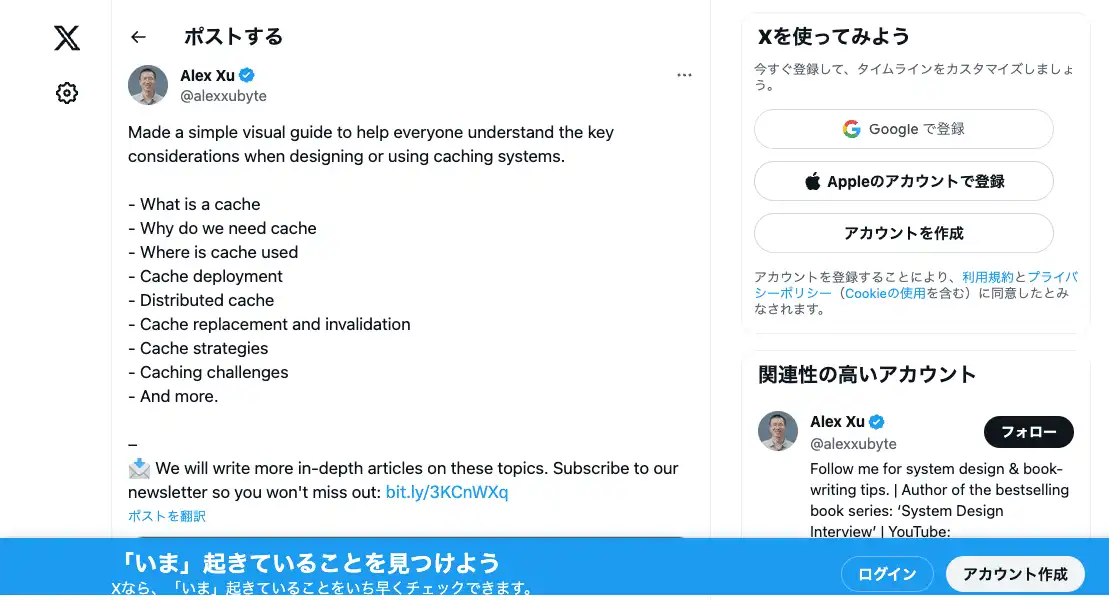 ポストする
Alex Xu
@alexxubyte
Made a simple visual guide to help everyone understand the key
considerations when designing or using caching systems.
- What is a cache
- Why do we need cache
- Where is cache used
- Cache deployment
- Distributed cache
- Cache replacement and invalidation
- Cache strategies
- Caching challenges
- And more.
–
📩 We will write more in-depth articles on these topics. Subscribe to our
newsletter so you won't miss out: bit.ly/3KCnWXq
ポストを翻訳
Xを使ってみよう
今すぐ登録して、タイムラインをカスタマイズしましょ
う。
Google で登録
Appleのアカウントで登録
アカウントを作成
アカウントを登録することにより、利用規約とプライバ
シーポリシー（Cookieの使用を含む）に同意したとみ
なされます。
関連性の高いアカウント
Alex Xu
@alexxubyte
フォロー
Follow me for system design & book-
writing tips. | Author of the bestselling
book series: ‘System Design
Interview’ | YouTube:
「いま」起きていることを見つけよう
Xなら、「いま」起きていることをいち早くチェックできます。
ログイン
アカウント作成